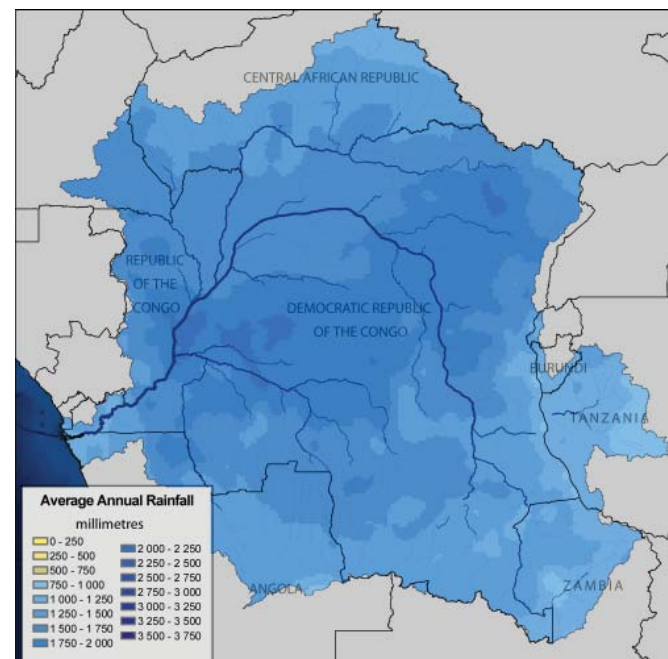 CENTRAL AFRICAN REPUBLIC
REPUBLIC
OF THE
CONGO
DEMOCRATIC REPUBLIC
OF THE CONGO
BURUNDI
TANZANIA
ANGOLA
ZAMBIA
Average Annual Rainfall
millimetres
0 - 250
250 - 500
500 - 750
750 - 1 000
1 000 - 1 250
1 250 - 1 500
1 500 - 1 750
1 750 - 2 000
2 000 - 2 250
2 250 - 2 500
2 500 - 2 750
2 750 - 3 000
3 000 - 3 250
3 250 - 3 500
3 500 - 3 750